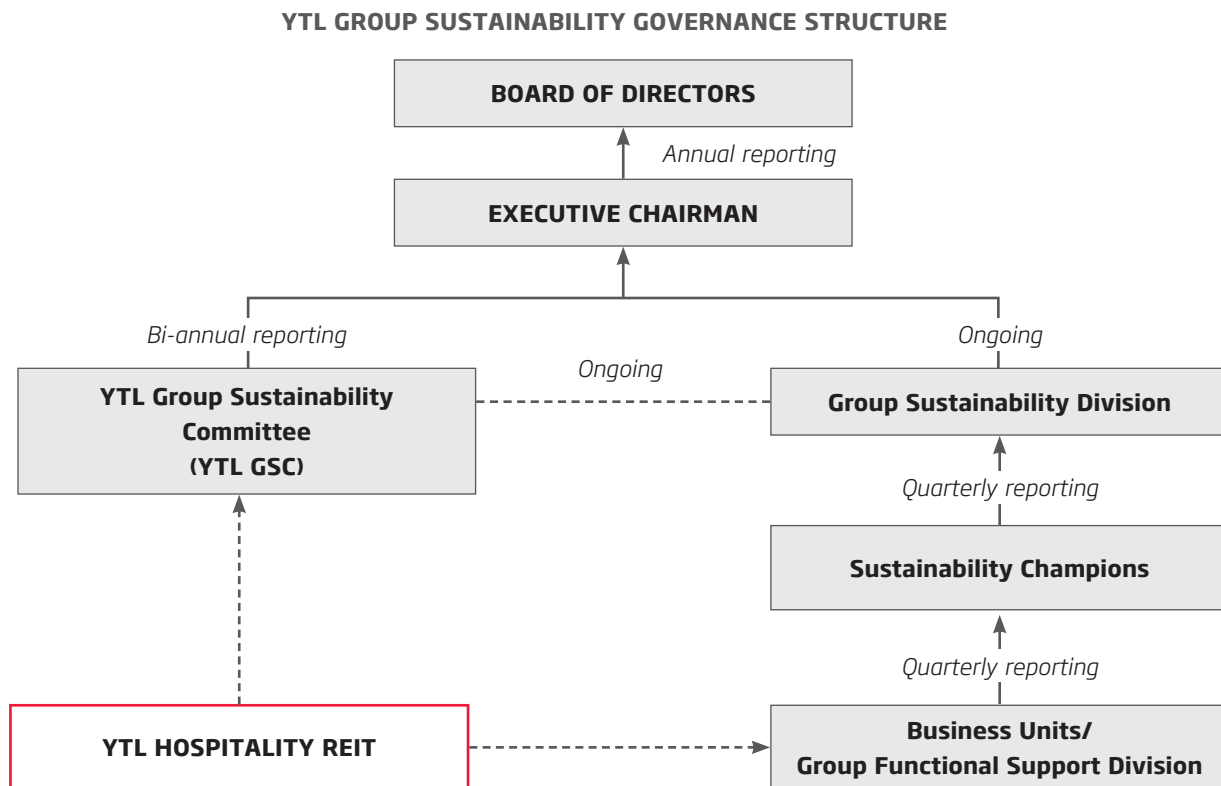 YTL GROUP SUSTAINABILITY GOVERNANCE STRUCTURE
BOARD OF DIRECTORS
Annual reporting
EXECUTIVE CHAIRMAN
Bi-annual reporting
Ongoing
YTL Group Sustainability
Committee
(YTL GSC)
Ongoing
Group Sustainability Division
Quarterly reporting
Sustainability Champions
Quarterly reporting
YTL HOSPITALITY REIT
Business Units/
Group Functional Support Division